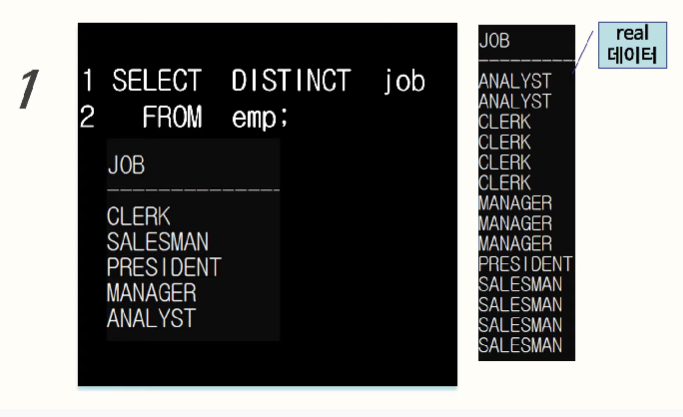 1
1 SELECT DISTINCT job
2 FROM emp;
JOB
--------------------
CLERK
SALESMAN
PRESIDENT
MANAGER
ANALYST
JOB
------------
ANALYST
ANALYST
CLERK
CLERK
CLERK
CLERK
MANAGER
MANAGER
MANAGER
PRESIDENT
SALESMAN
SALESMAN
SALESMAN
SALESMAN
real
데이터